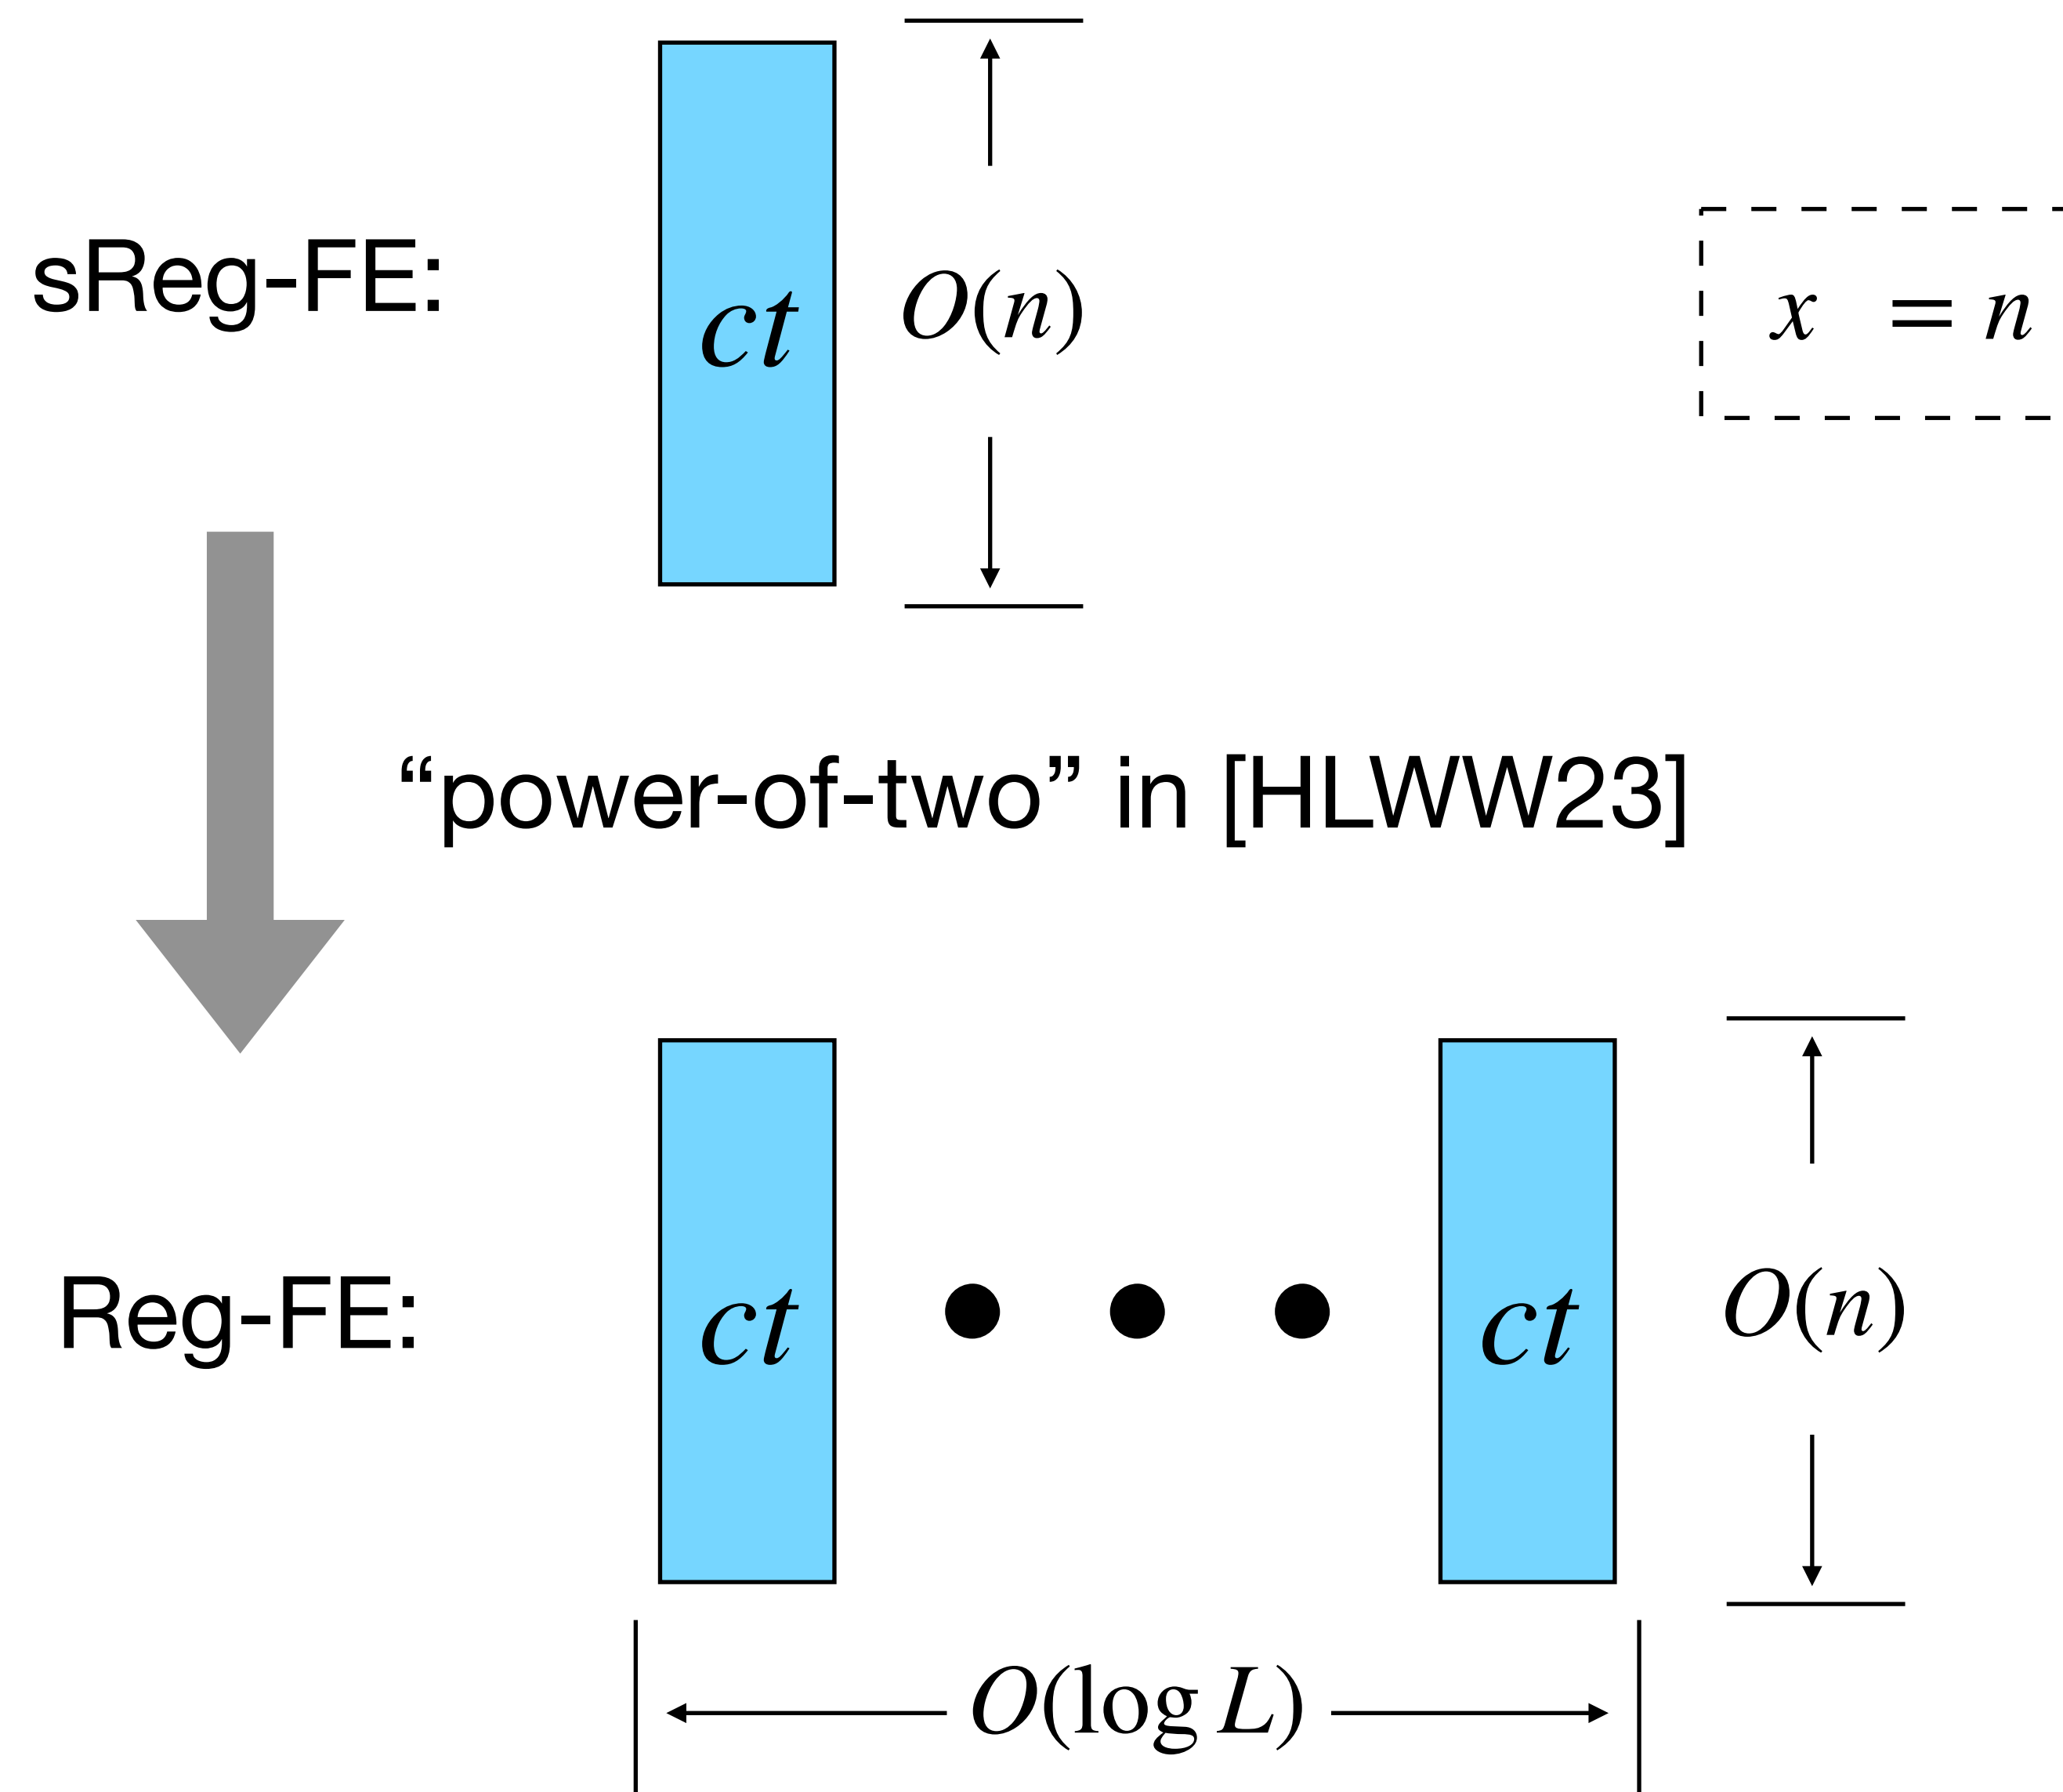 sReg-FE:
ct
O(n)
x = n
“power-of-two” in [HLWW23]
Reg-FE:
ct
ct
O(n)
O(log L)